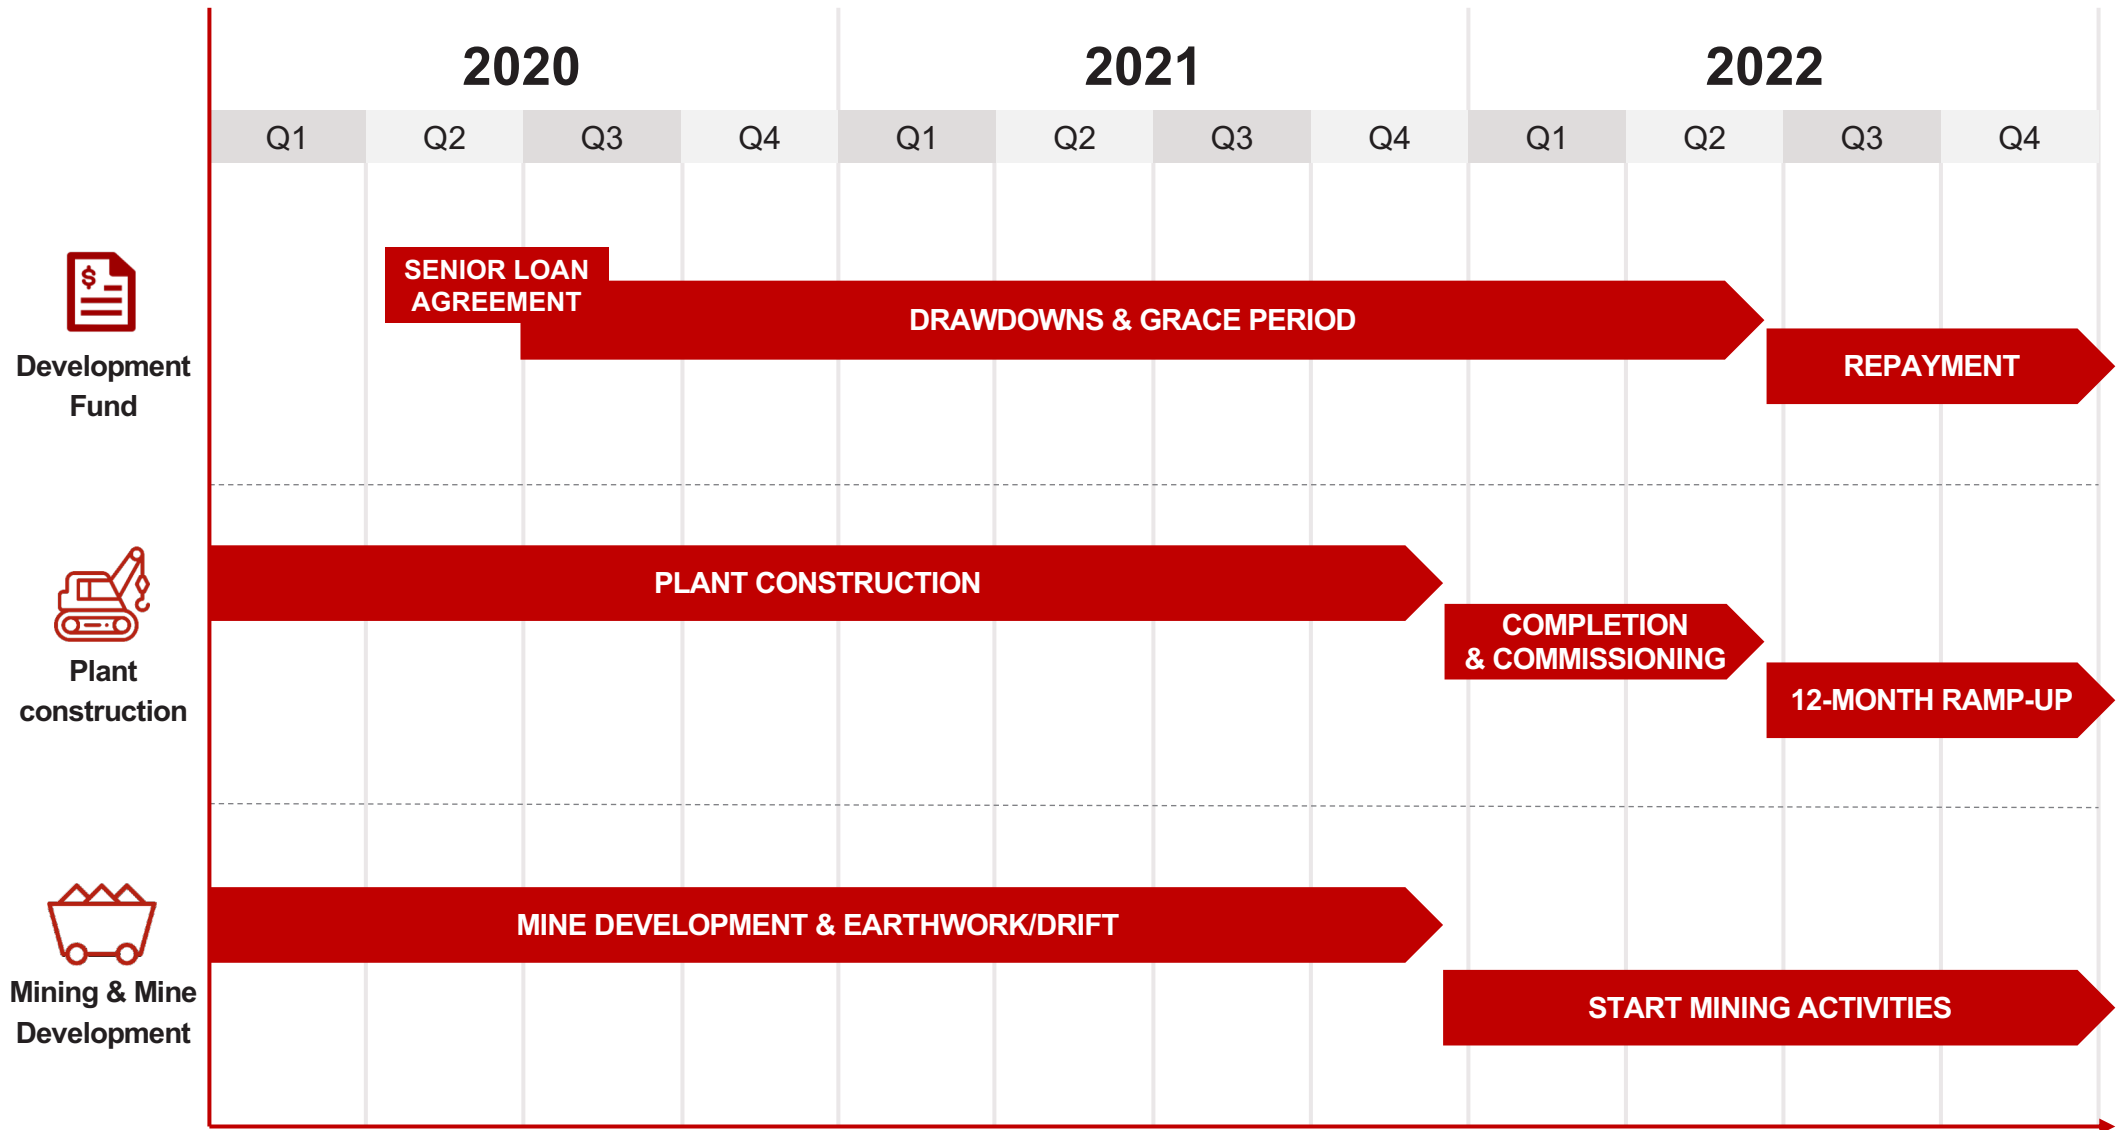 2020
2021
2022
Q1
Q2
Q3
Q4
Q1
Q2
Q3
Q4
Q1
Q2
Q3
Q4
$
Development
Fund
SENIOR LOAN
AGREEMENT
DRAWDOWNS & GRACE PERIOD
REPAYMENT
Plant
construction
PLANT CONSTRUCTION
COMPLETION
& COMMISSIONING
12-MONTH RAMP-UP
Mining & Mine
Development
MINE DEVELOPMENT & EARTHWORK/DRIFT
START MINING ACTIVITIES